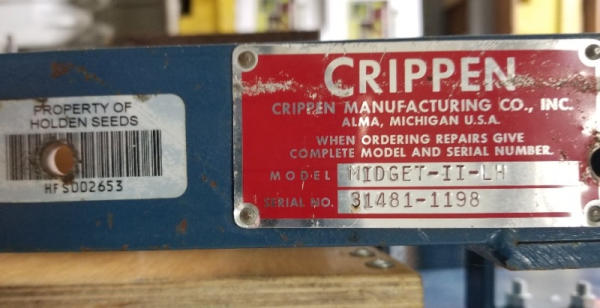 PROPERTY OF
HOLDEN SEEDS
HFS002653
CRIPPEN
CRIPPEN MANUFACTURING CO., INC.
ALMA, MICHIGAN U.S.A.
WHEN ORDERING REPAIRS GIVE
COMPLETE MODEL AND SERIAL NUMBER.
MODEL MIDGET-II-LH
SERIAL NO. 31481-1198